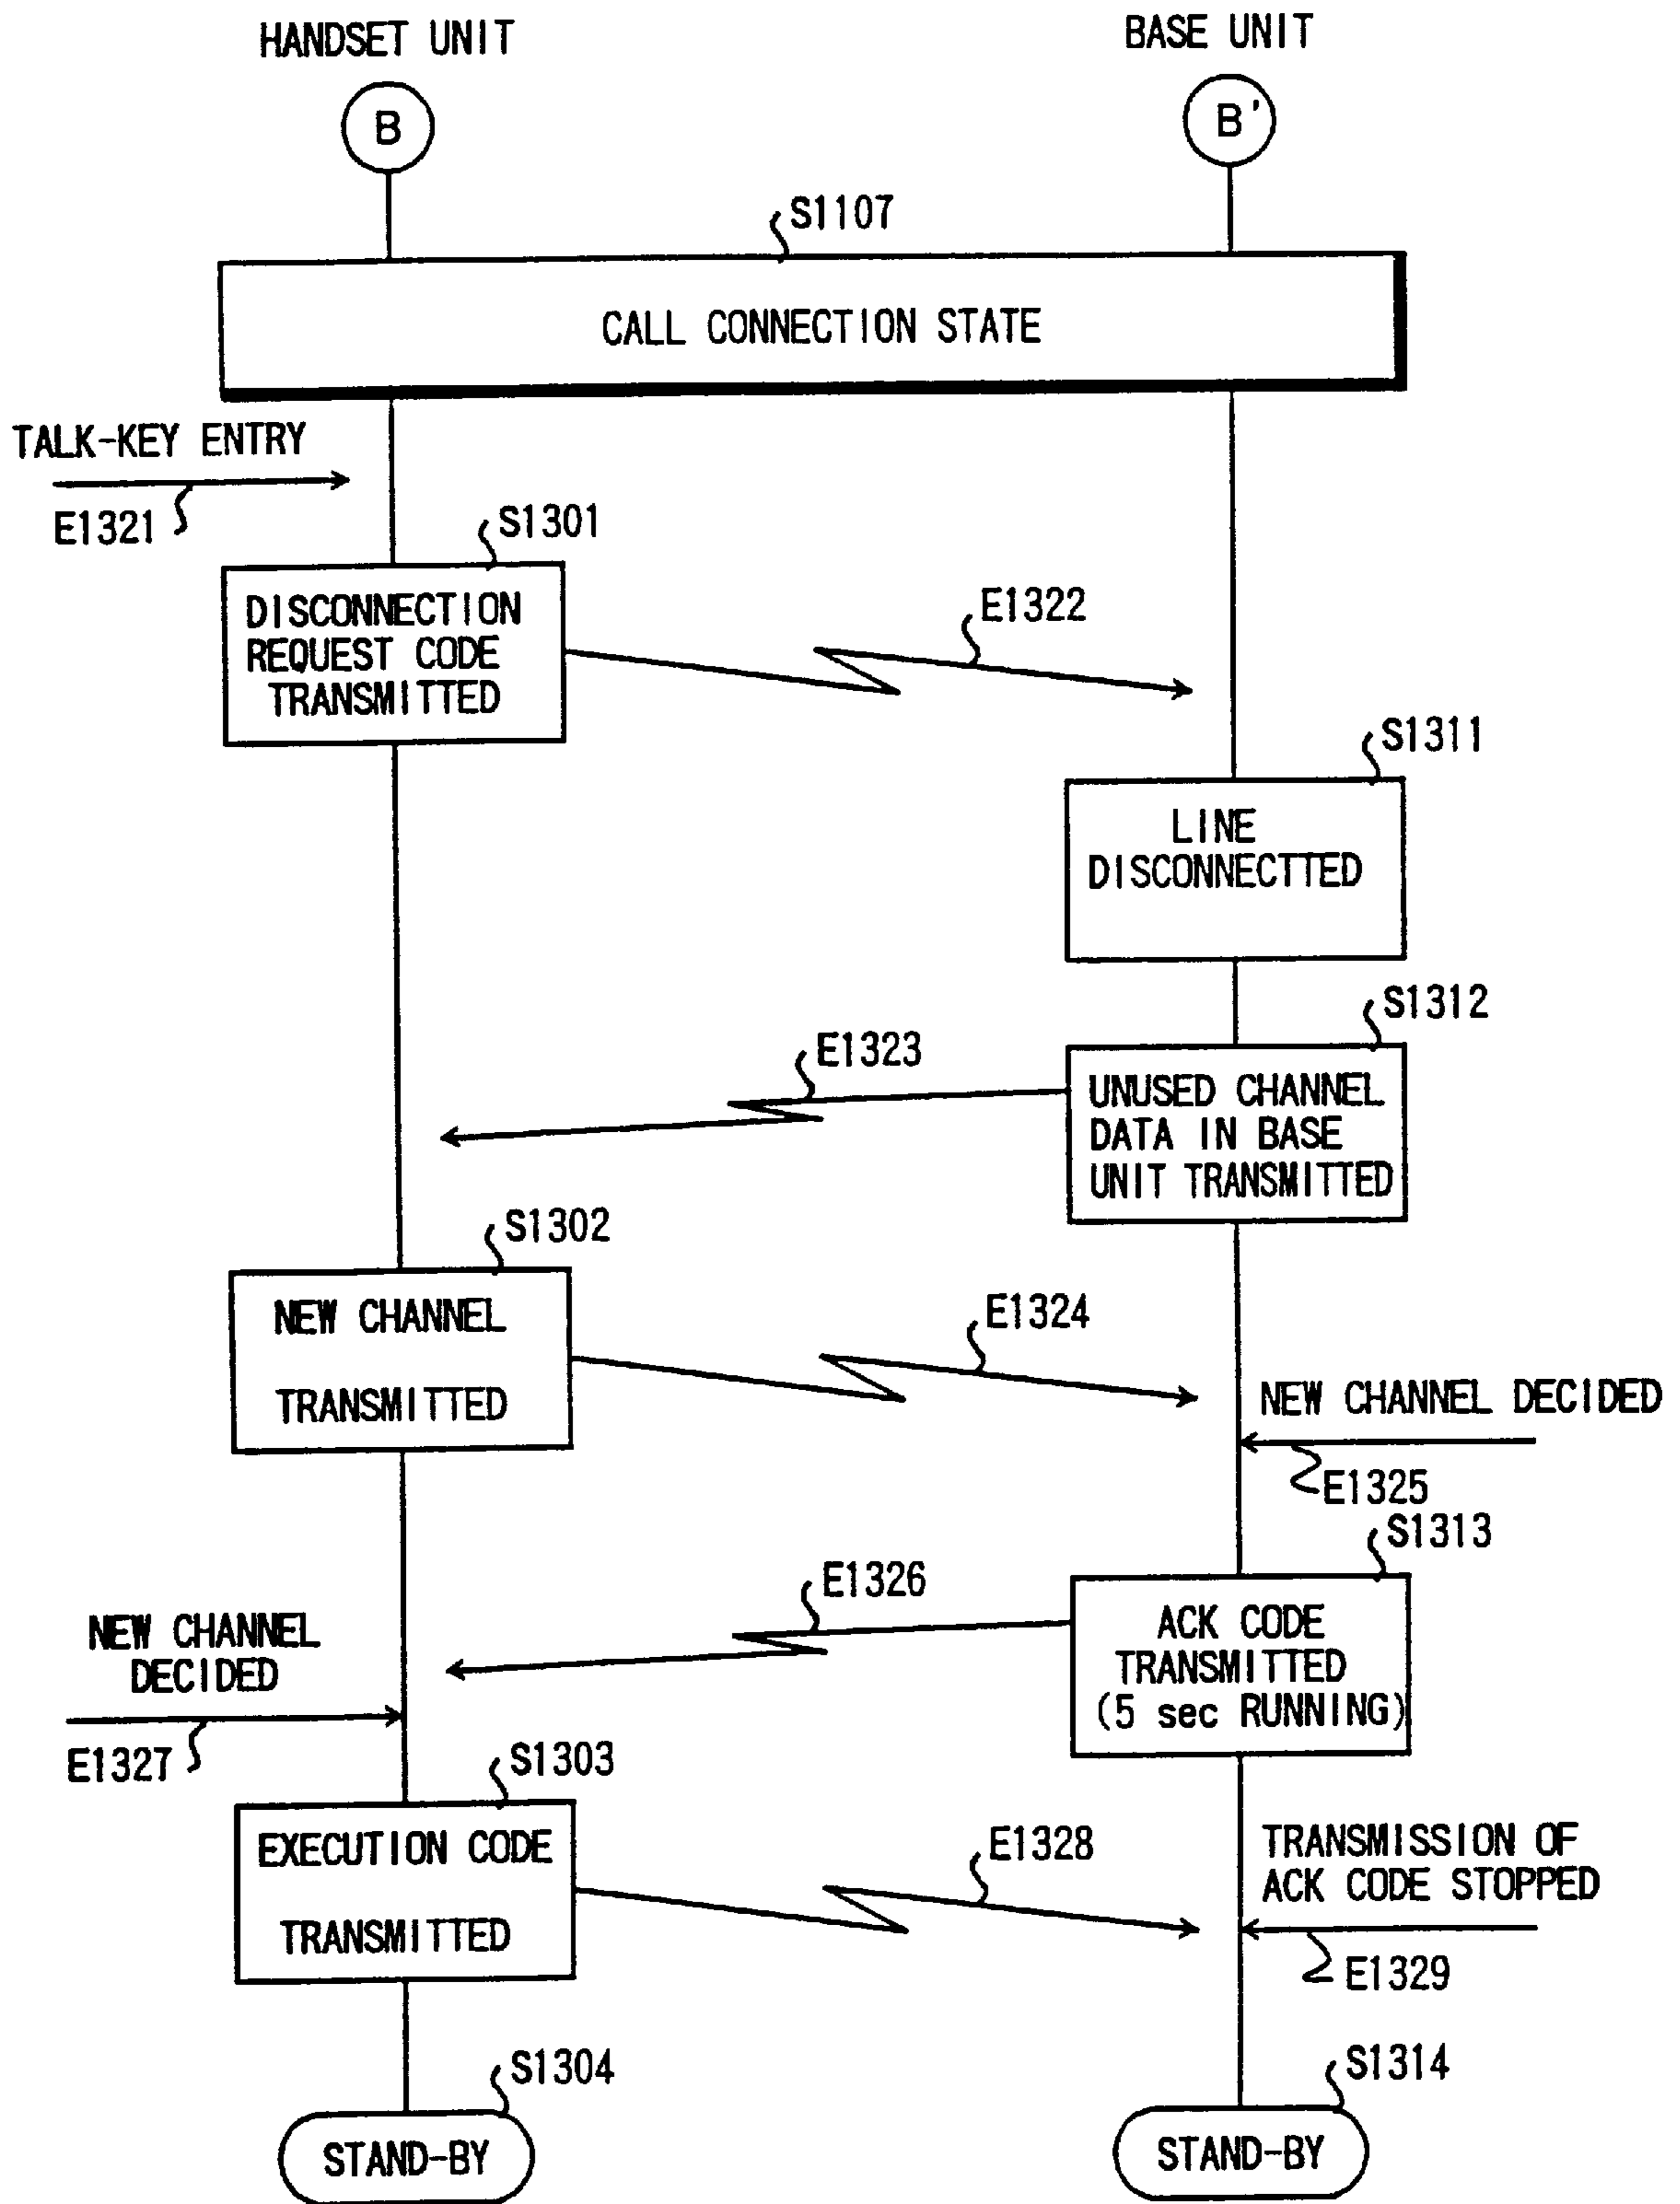 HANDSET UNIT
BASE UNIT
B
B'
S1107
CALL CONNECTION STATE
TALK-KEY ENTRY
E1321
S1301
DISCONNECTION
REQUEST CODE
TRANSMITTED
E1322
S1311
LINE
DISCONNECTTED
S1312
E1323
UNUSED CHANNEL
DATA IN BASE
UNIT TRANSMITTED
S1302
NEW CHANNEL
TRANSMITTED
E1324
NEW CHANNEL DECIDED
E1325
S1313
E1326
ACK CODE
TRANSMITTED
(5 sec RUNNING)
NEW CHANNEL
DECIDED
E1327
S1303
EXECUTION CODE
TRANSMITTED
E1328
TRANSMISSION OF
ACK CODE STOPPED
E1329
S1304
STAND-BY
S1314
STAND-BY